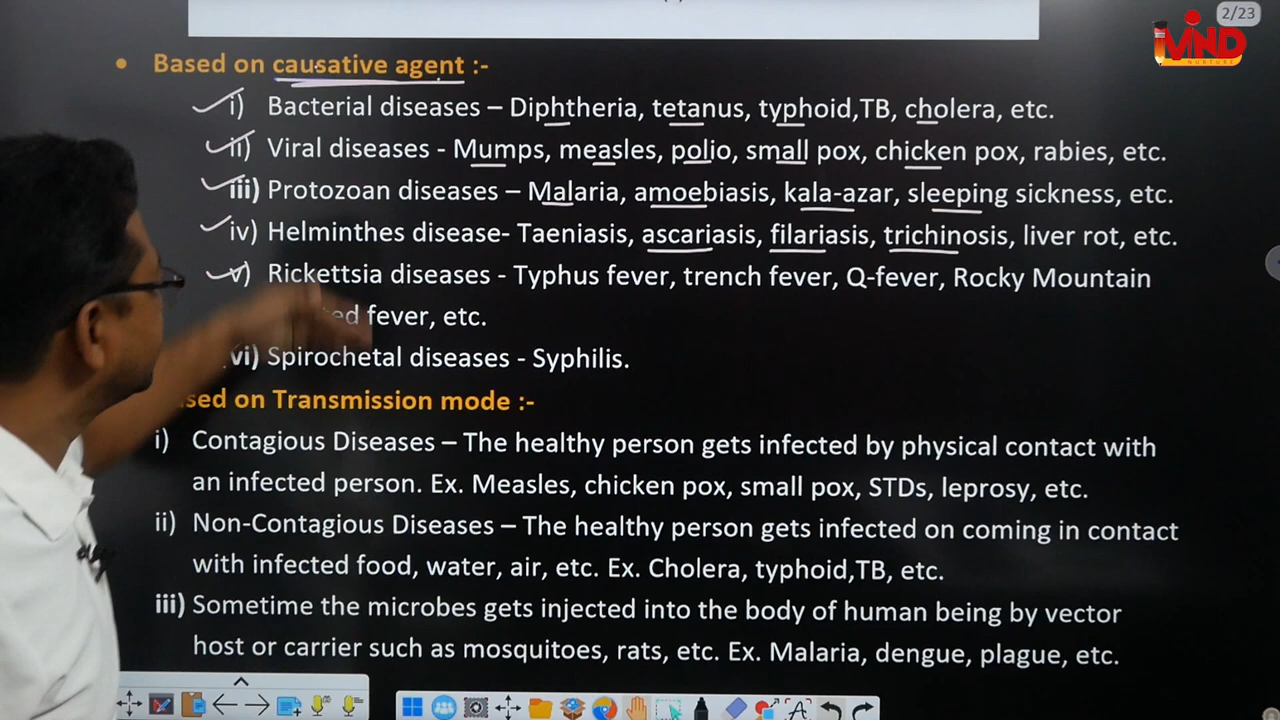 2/23
MIND
NURTURE
• Based on causative agent :-
i) Bacterial diseases – Diphtheria, tetanus, typhoid,TB, cholera, etc.
ii) Viral diseases - Mumps, measles, polio, small pox, chicken pox, rabies, etc.
iii) Protozoan diseases – Malaria, amoebiasis, kala-azar, sleeping sickness, etc.
iv) Helminthes disease- Taeniasis, ascariasis, filariasis, trichinosis, liver rot, etc.
v) Rickettsia diseases - Typhus fever, trench fever, Q-fever, Rocky Mountain
ed fever, etc.
vi) Spirochetal diseases - Syphilis.
sed on Transmission mode :-
i) Contagious Diseases – The healthy person gets infected by physical contact with
an infected person. Ex. Measles, chicken pox, small pox, STDs, leprosy, etc.
ii) Non-Contagious Diseases – The healthy person gets infected on coming in contact
with infected food, water, air, etc. Ex. Cholera, typhoid,TB, etc.
iii) Sometime the microbes gets injected into the body of human being by vector
host or carrier such as mosquitoes, rats, etc. Ex. Malaria, dengue, plague, etc.